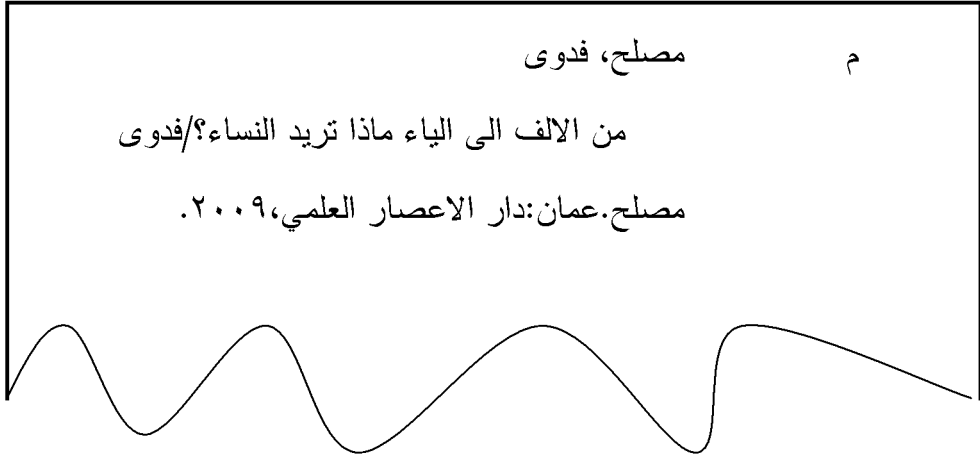 م مصلح، فدوى
من الالف الى الياء ماذا تريد النساء؟/فدوى
مصلح.عمان:دار الاعصار العلمي،٢٠٠٩.